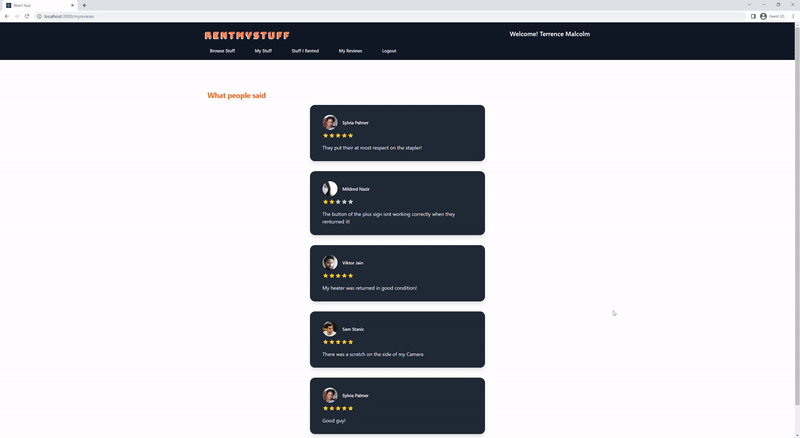 React App
localhost:3000/myreviews
Guest (2)
RENTMYSTUFF
Welcome! Terrence Malcolm
Browse Stuff My Stuff Stuff I Rented My Reviews Logout
What people said
Sylvia Palmer
They put their at most respect on the stapler!
Mildred Nazir
The button of the plus sign isnt working correctly when they
renturned it!
Viktor Jain
My heater was returned in good condition!
Sam Stanic
There was a scratch on the side of my Camera
Sylvia Palmer
Good guy!